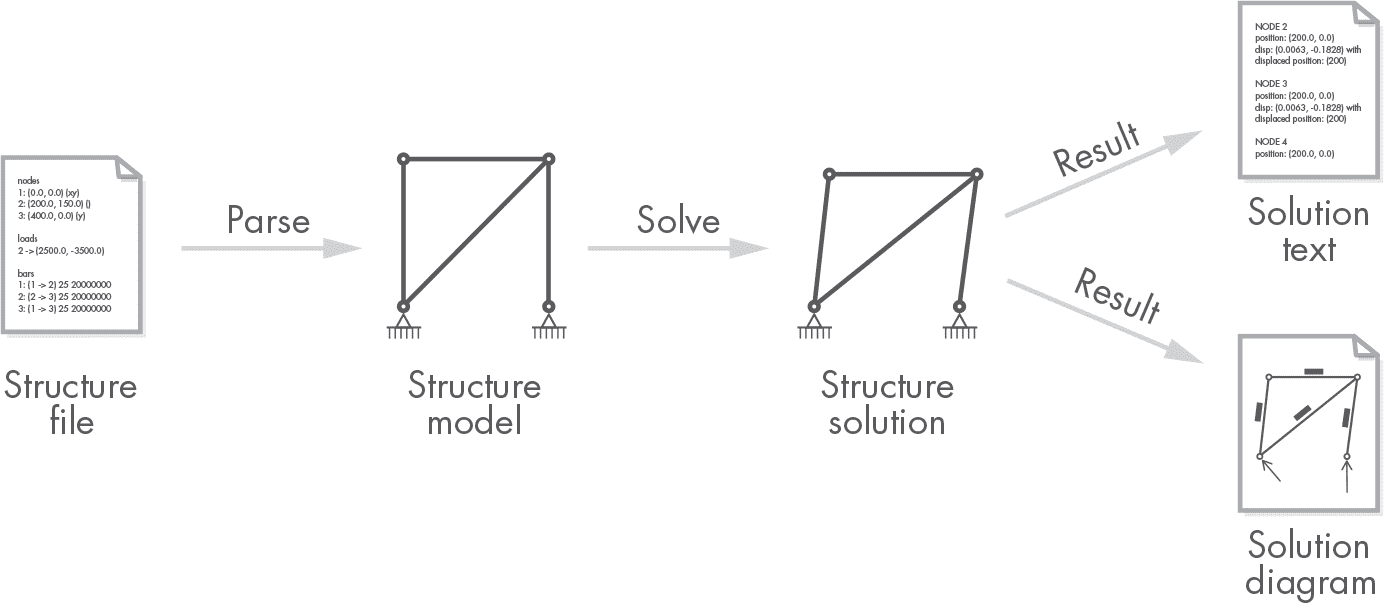 nodes
1: (0.0, 0.0) (xy)
2: (200.0, 150.0) ()
3: (400.0, 0.0) (y)
loads
2 -> (2500.0, -3500.0)
bars
1: (1 -> 2) 25 20000000
2: (2 -> 3) 25 20000000
3: (1 -> 3) 25 20000000
Structure
file
Parse
Structure
model
Solve
Structure
solution
Result
Result
NODE 2
position: (200.0, 0.0)
disp: (0.0063, -0.1828) with
displaced position: (200)
NODE 3
position: (200.0, 0.0)
disp: (0.0063, -0.1828) with
displaced position: (200)
NODE 4
position: (200.0, 0.0)
Solution
text
Solution
diagram